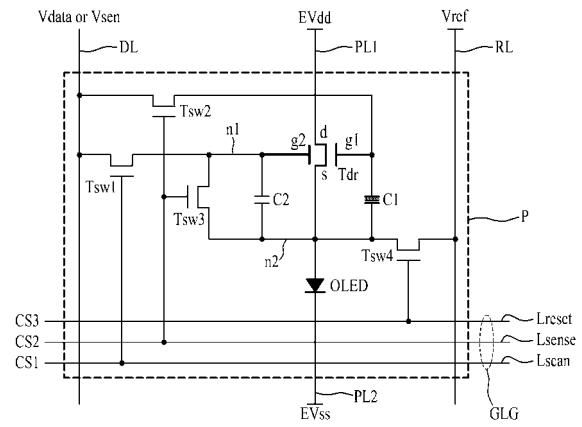 Vdata or Vsen
EVdd
Vref
DL
PL1
RL
Tsw2
n1
g2
d
g1
s
Tdr
Tsw1
Tsw3
C2
C1
P
n2
Tsw4
OLED
CS3
Lreset
CS2
Lsense
CS1
Lscan
PL2
EVss
GLG